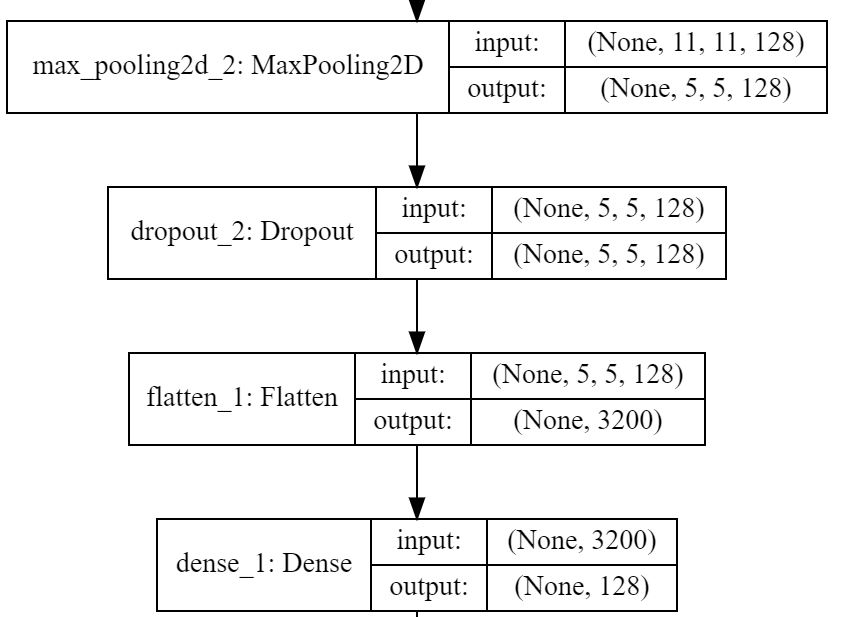 max_pooling2d_2: MaxPooling2D
input: (None, 11, 11, 128)
output: (None, 5, 5, 128)
dropout_2: Dropout
input: (None, 5, 5, 128)
output: (None, 5, 5, 128)
flatten_1: Flatten
input: (None, 5, 5, 128)
output: (None, 3200)
dense_1: Dense
input: (None, 3200)
output: (None, 128)